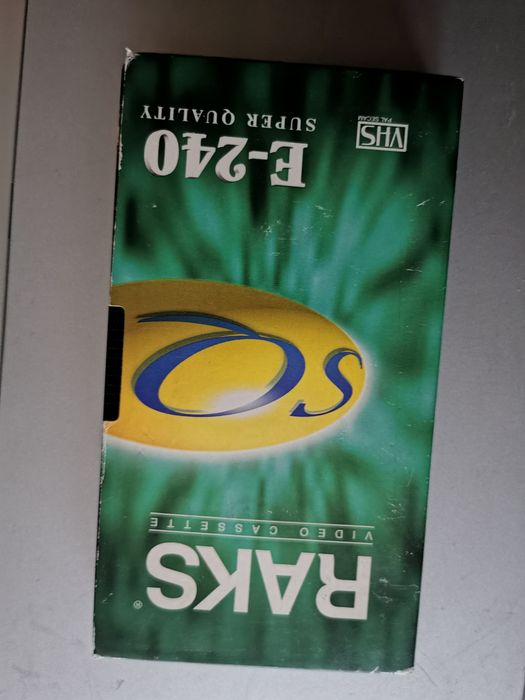 RAKS®
VIDEO CASSETTE
SQ
E-240
SUPER QUALITY
VHS
PAL SECAM